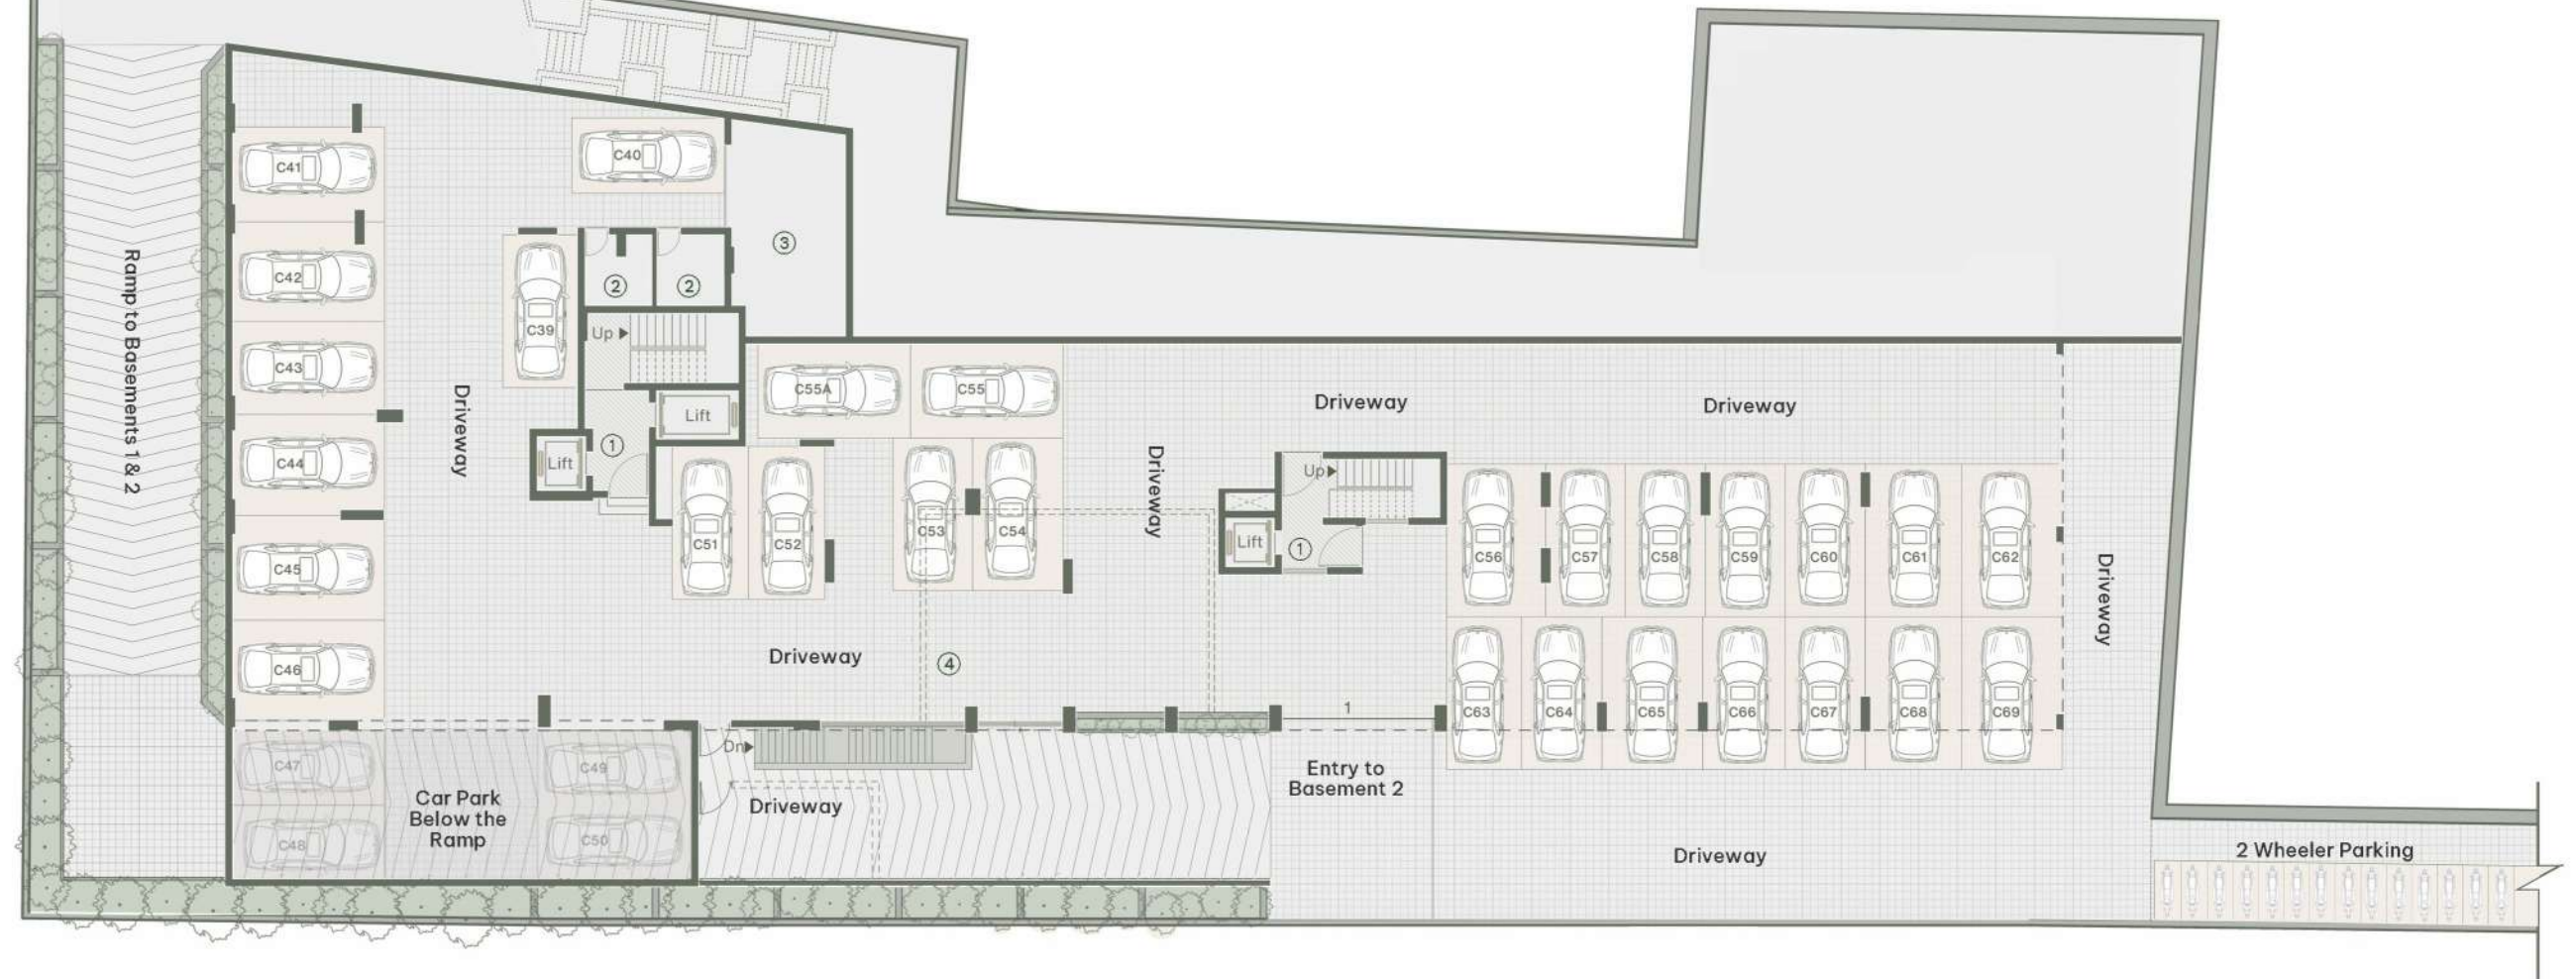 C41
C40
C42
C43
C44
C45
C46
Ramp to Basements 1 & 2
Driveway
C39
2
2
3
Up
Lift
Lift
1
C55A
C55
C51
C52
C53
C54
Driveway
4
Driveway
Driveway
Driveway
Up
Lift
1
C56
C57
C58
C59
C60
C61
C62
C63
C64
C65
C66
C67
C68
C69
Driveway
1
Entry to
Basement 2
C47
C48
Car Park
Below the
Ramp
C49
C50
Dn
Driveway
Driveway
2 Wheeler Parking